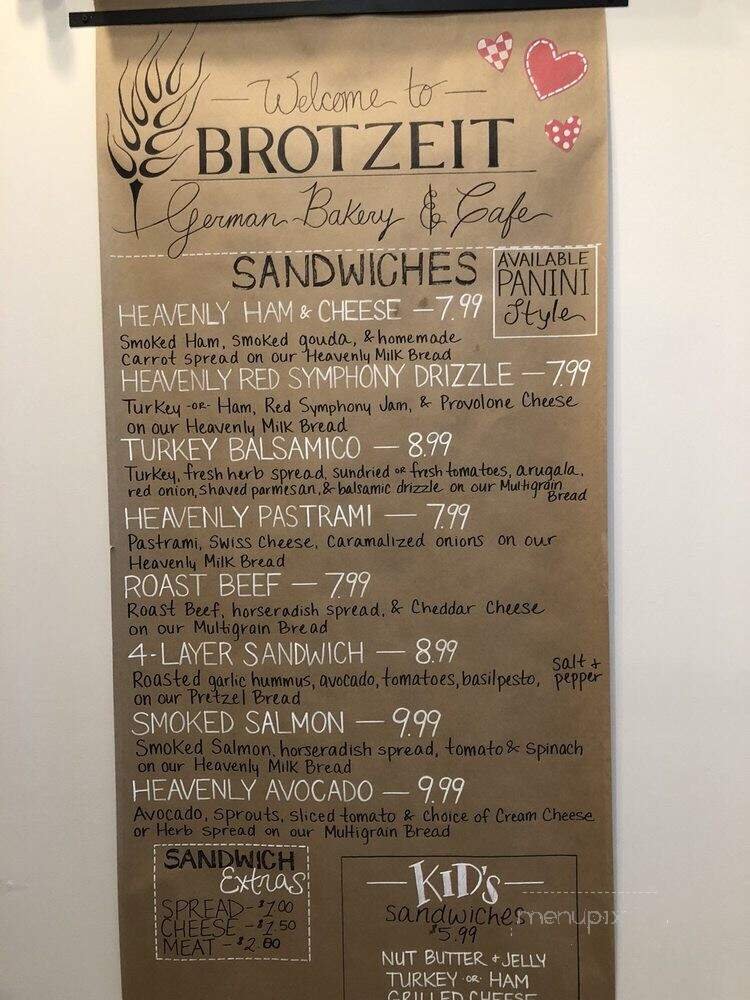 Welcome to
BROTZEIT
German Bakery & Cafe
SANDWICHES
AVAILABLE
PANINI
Style
HEAVENLY HAM & CHEESE — 7.99
Smoked Ham, smoked gouda, & homemade
carrot spread on our Heavenly Milk Bread
HEAVENLY RED SYMPHONY DRIZZLE — 7.99
Turkey -OR- Ham, Red Symphony Jam, & Provolone Cheese
on our Heavenly Milk Bread
TURKEY BALSAMICO — 8.99
Turkey, fresh herb spread, sundried OR fresh tomatoes, arugala,
red onion, shaved parmesan, & balsamic drizzle on our Multigrain
Bread
HEAVENLY PASTRAMI — 7.99
Pastrami, Swiss Cheese, Caramalized onions on our
Heavenly Milk Bread
ROAST BEEF — 7.99
Roast Beef, horseradish spread, & Cheddar Cheese
on our Multigrain Bread
4-LAYER SANDWICH — 8.99
Roasted garlic hummus, avocado, tomatoes, basil pesto, salt + pepper
on our Pretzel Bread
SMOKED SALMON — 9.99
Smoked Salmon, horseradish spread, tomato & spinach
on our Heavenly Milk Bread
HEAVENLY AVOCADO — 9.99
Avocado, sprouts, sliced tomato & choice of Cream Cheese
or Herb spread on our Multigrain Bread
SANDWICH
Extras
SPREAD - $1.00
CHEESE - $1.50
MEAT - $2.00
— KID's —
sandwiches
$5.99
NUT BUTTER + JELLY
TURKEY -OR- HAM
GRILLED CHEESE
menupix